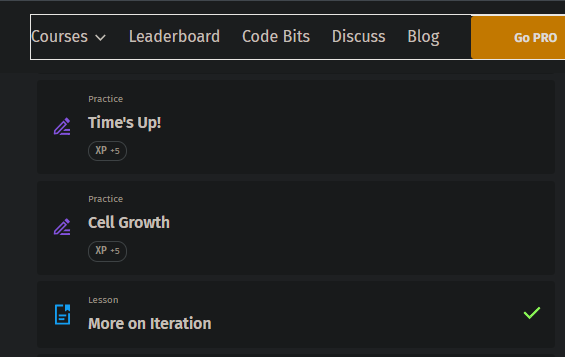 Courses Leaderboard Code Bits Discuss Blog Go PRO
Practice
Time's Up!
XP +5
Practice
Cell Growth
XP +5
Lesson
More on Iteration